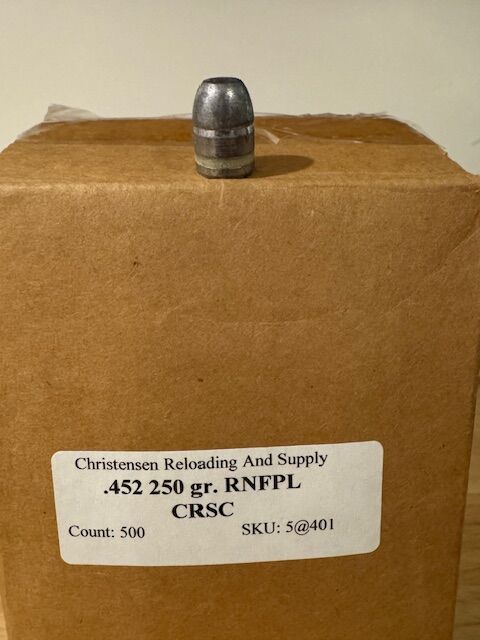 Christensen Reloading And Supply
.452 250 gr. RNFPL
CRSC
Count: 500 SKU: 5@401